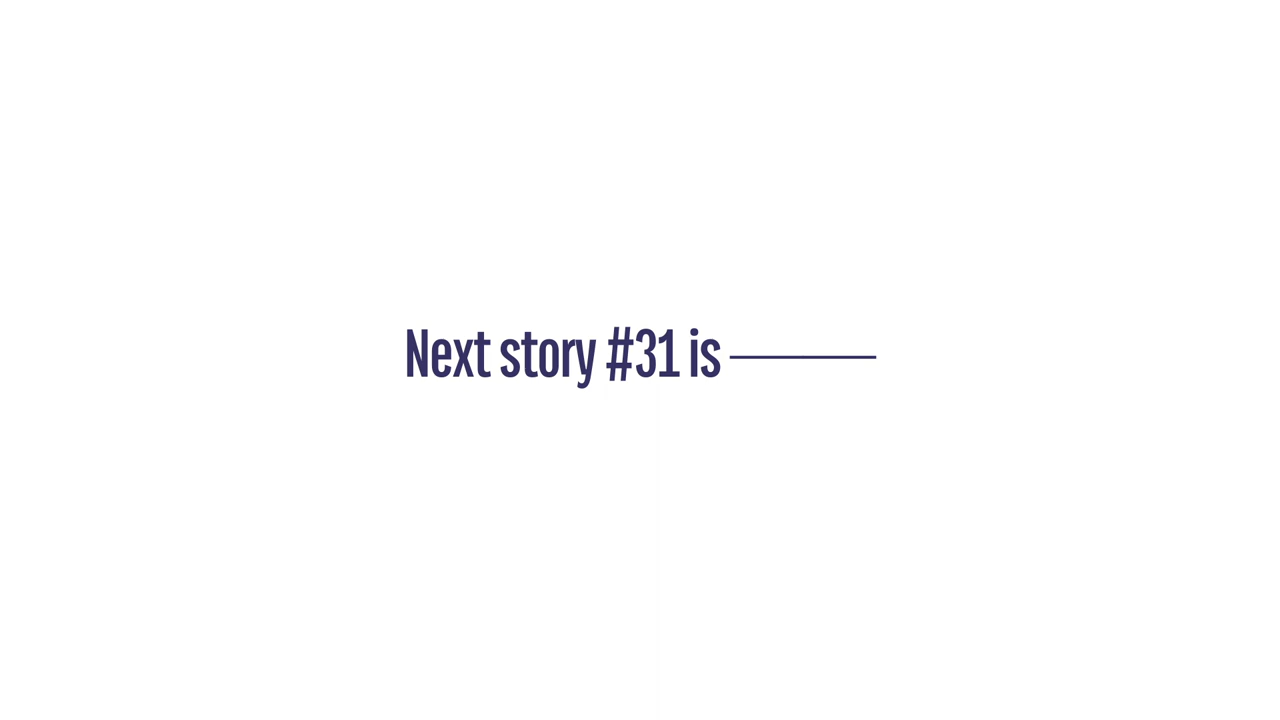 Next story #31 is ———